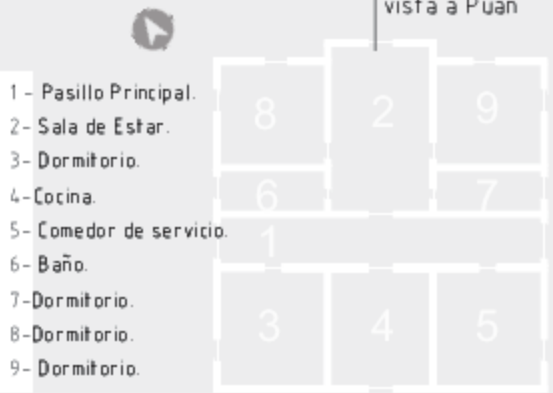 vista a Puan
1 - Pasillo Principal.
2- Sala de Estar.
3- Dormitorio.
4-Cocina.
5- Comedor de servicio.
6- Baño.
7-Dormitorio.
8-Dormitorio.
9- Dormitorio.
8 2 9
6 7
1
3 4 5